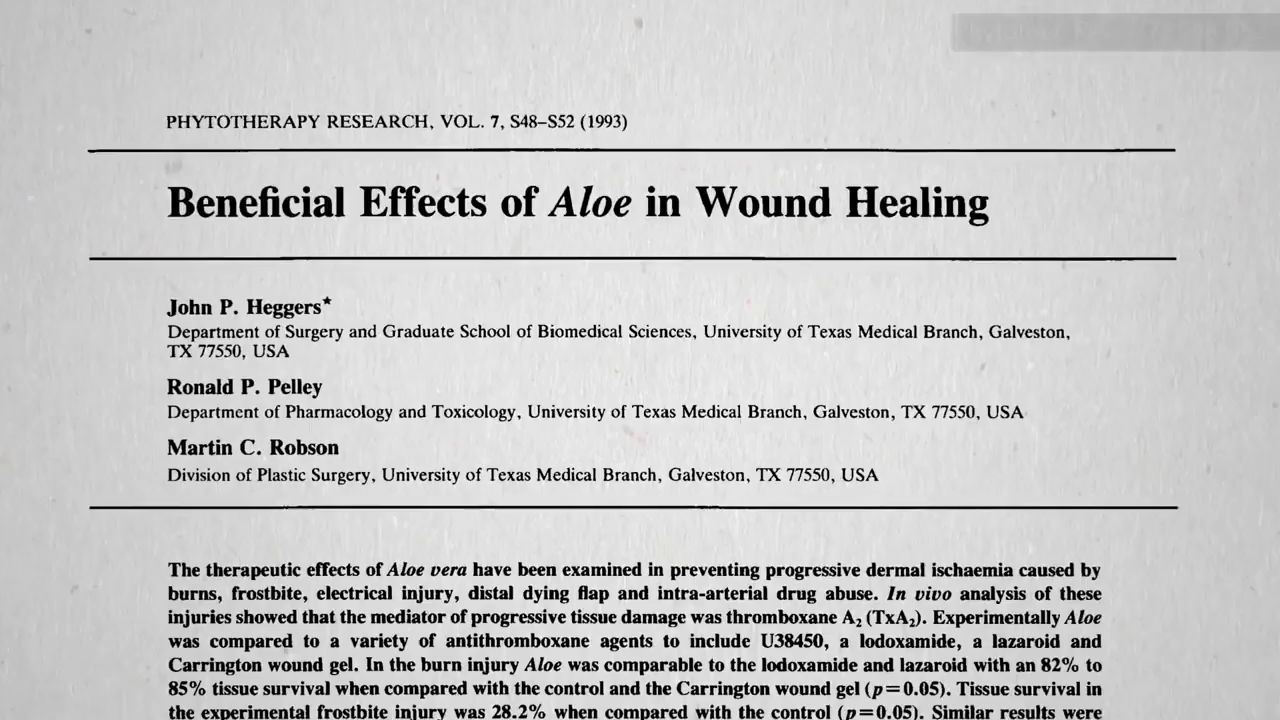 PHYTOTHERAPY RESEARCH, VOL. 7, S48–S52 (1993)
Beneficial Effects of Aloe in Wound Healing
John P. Heggers★
Department of Surgery and Graduate School of Biomedical Sciences, University of Texas Medical Branch, Galveston,
TX 77550, USA
Ronald P. Pelley
Department of Pharmacology and Toxicology, University of Texas Medical Branch, Galveston, TX 77550, USA
Martin C. Robson
Division of Plastic Surgery, University of Texas Medical Branch, Galveston, TX 77550, USA
The therapeutic effects of Aloe vera have been examined in preventing progressive dermal ischaemia caused by
burns, frostbite, electrical injury, distal dying flap and intra-arterial drug abuse. In vivo analysis of these
injuries showed that the mediator of progressive tissue damage was thromboxane A₂ (TxA₂). Experimentally Aloe
was compared to a variety of antithromboxane agents to include U38450, a lodoxamide, a lazaroid and
Carrington wound gel. In the burn injury Aloe was comparable to the lodoxamide and lazaroid with an 82% to
85% tissue survival when compared with the control and the Carrington wound gel (p=0.05). Tissue survival in
the experimental frostbite injury was 28.2% when compared with the control (p=0.05). Similar results were